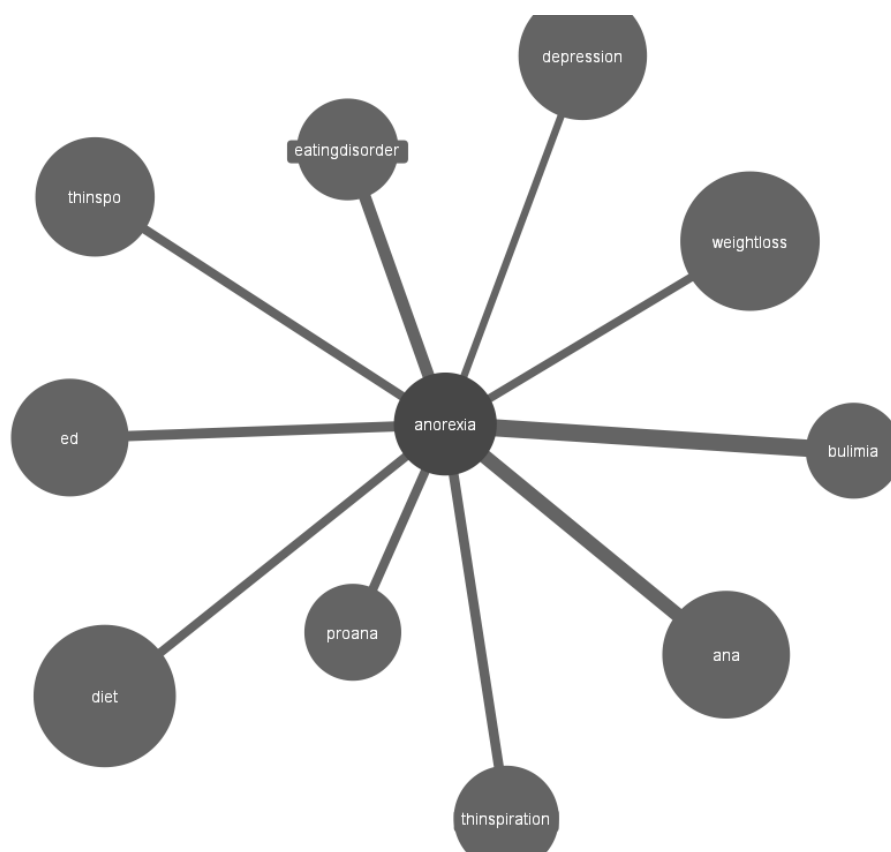 depression
eatingdisorder
thinspo
weightloss
anorexia
ed
bulimia
proana
ana
diet
thinspiration